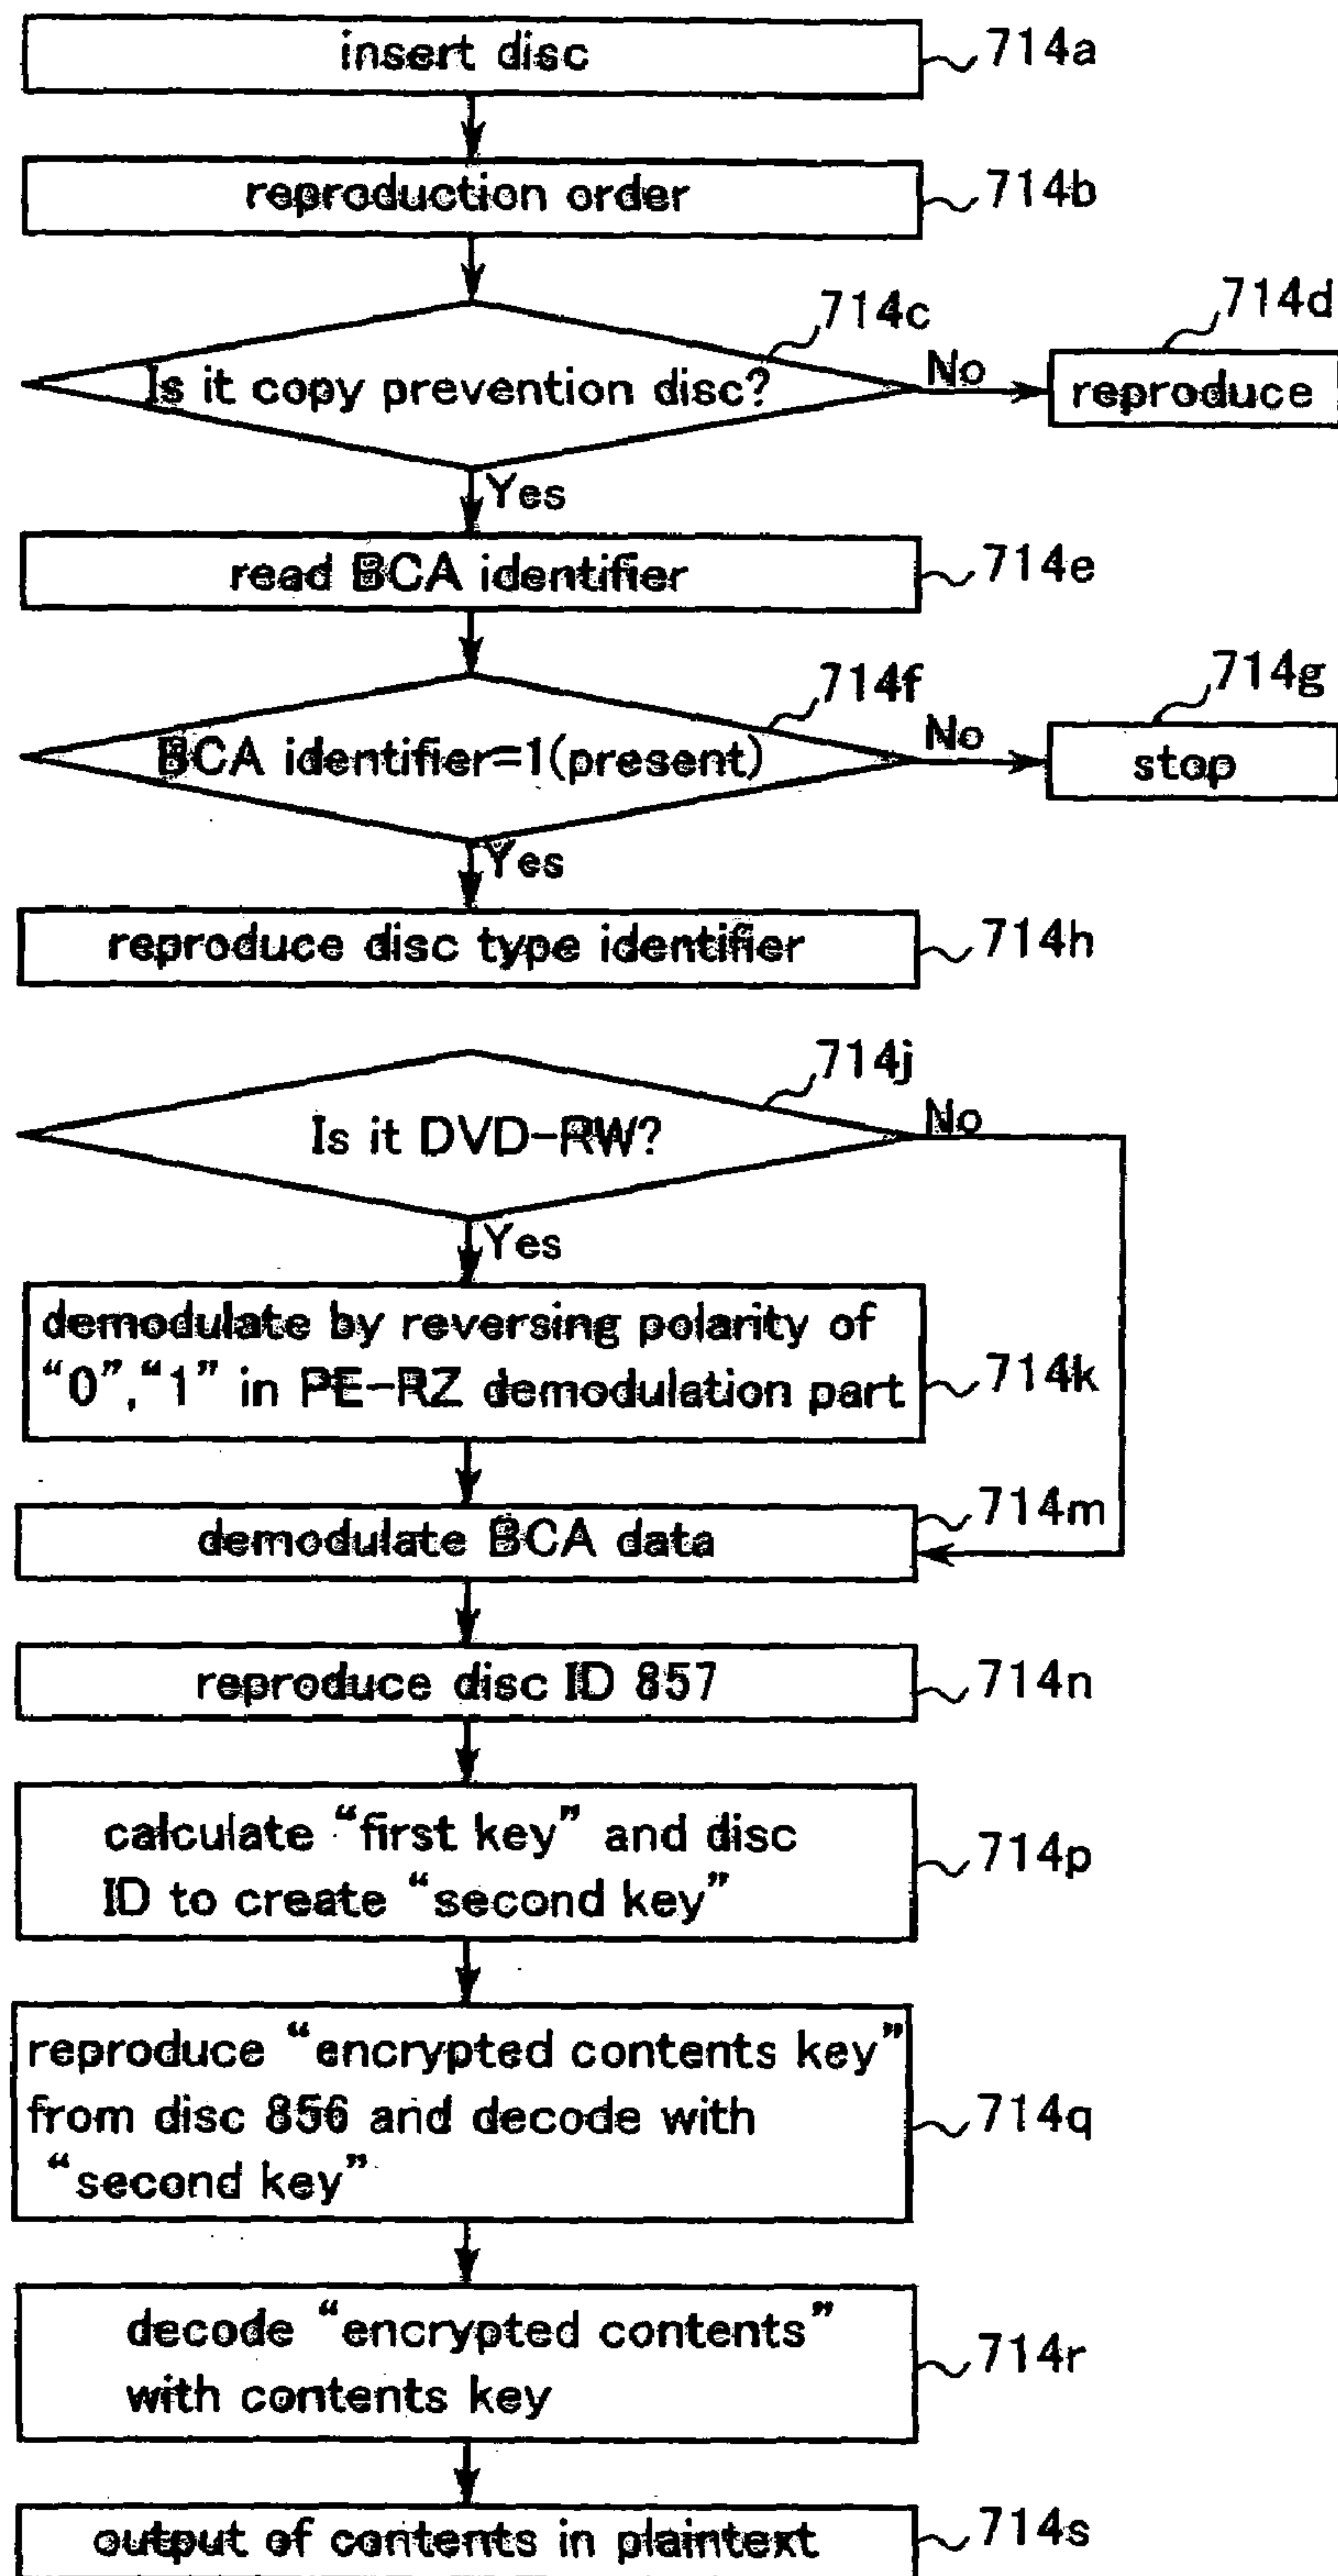 insert disc
714a
reproduction order
714b
714c
714d
Is it copy prevention disc?
No
reproduce
Yes
read BCA identifier
714e
714f
714g
BCA identifier=1(present)
No
stop
Yes
reproduce disc type identifier
714h
714j
Is it DVD-RW?
No
Yes
demodulate by reversing polarity of
“0”,“1” in PE-RZ demodulation part
714k
demodulate BCA data
714m
reproduce disc ID 857
714n
calculate “first key” and disc
ID to create “second key”
714p
reproduce “encrypted contents key”
from disc 856 and decode with
“second key”
714q
decode “encrypted contents”
with contents key
714r
output of contents in plaintext
714s